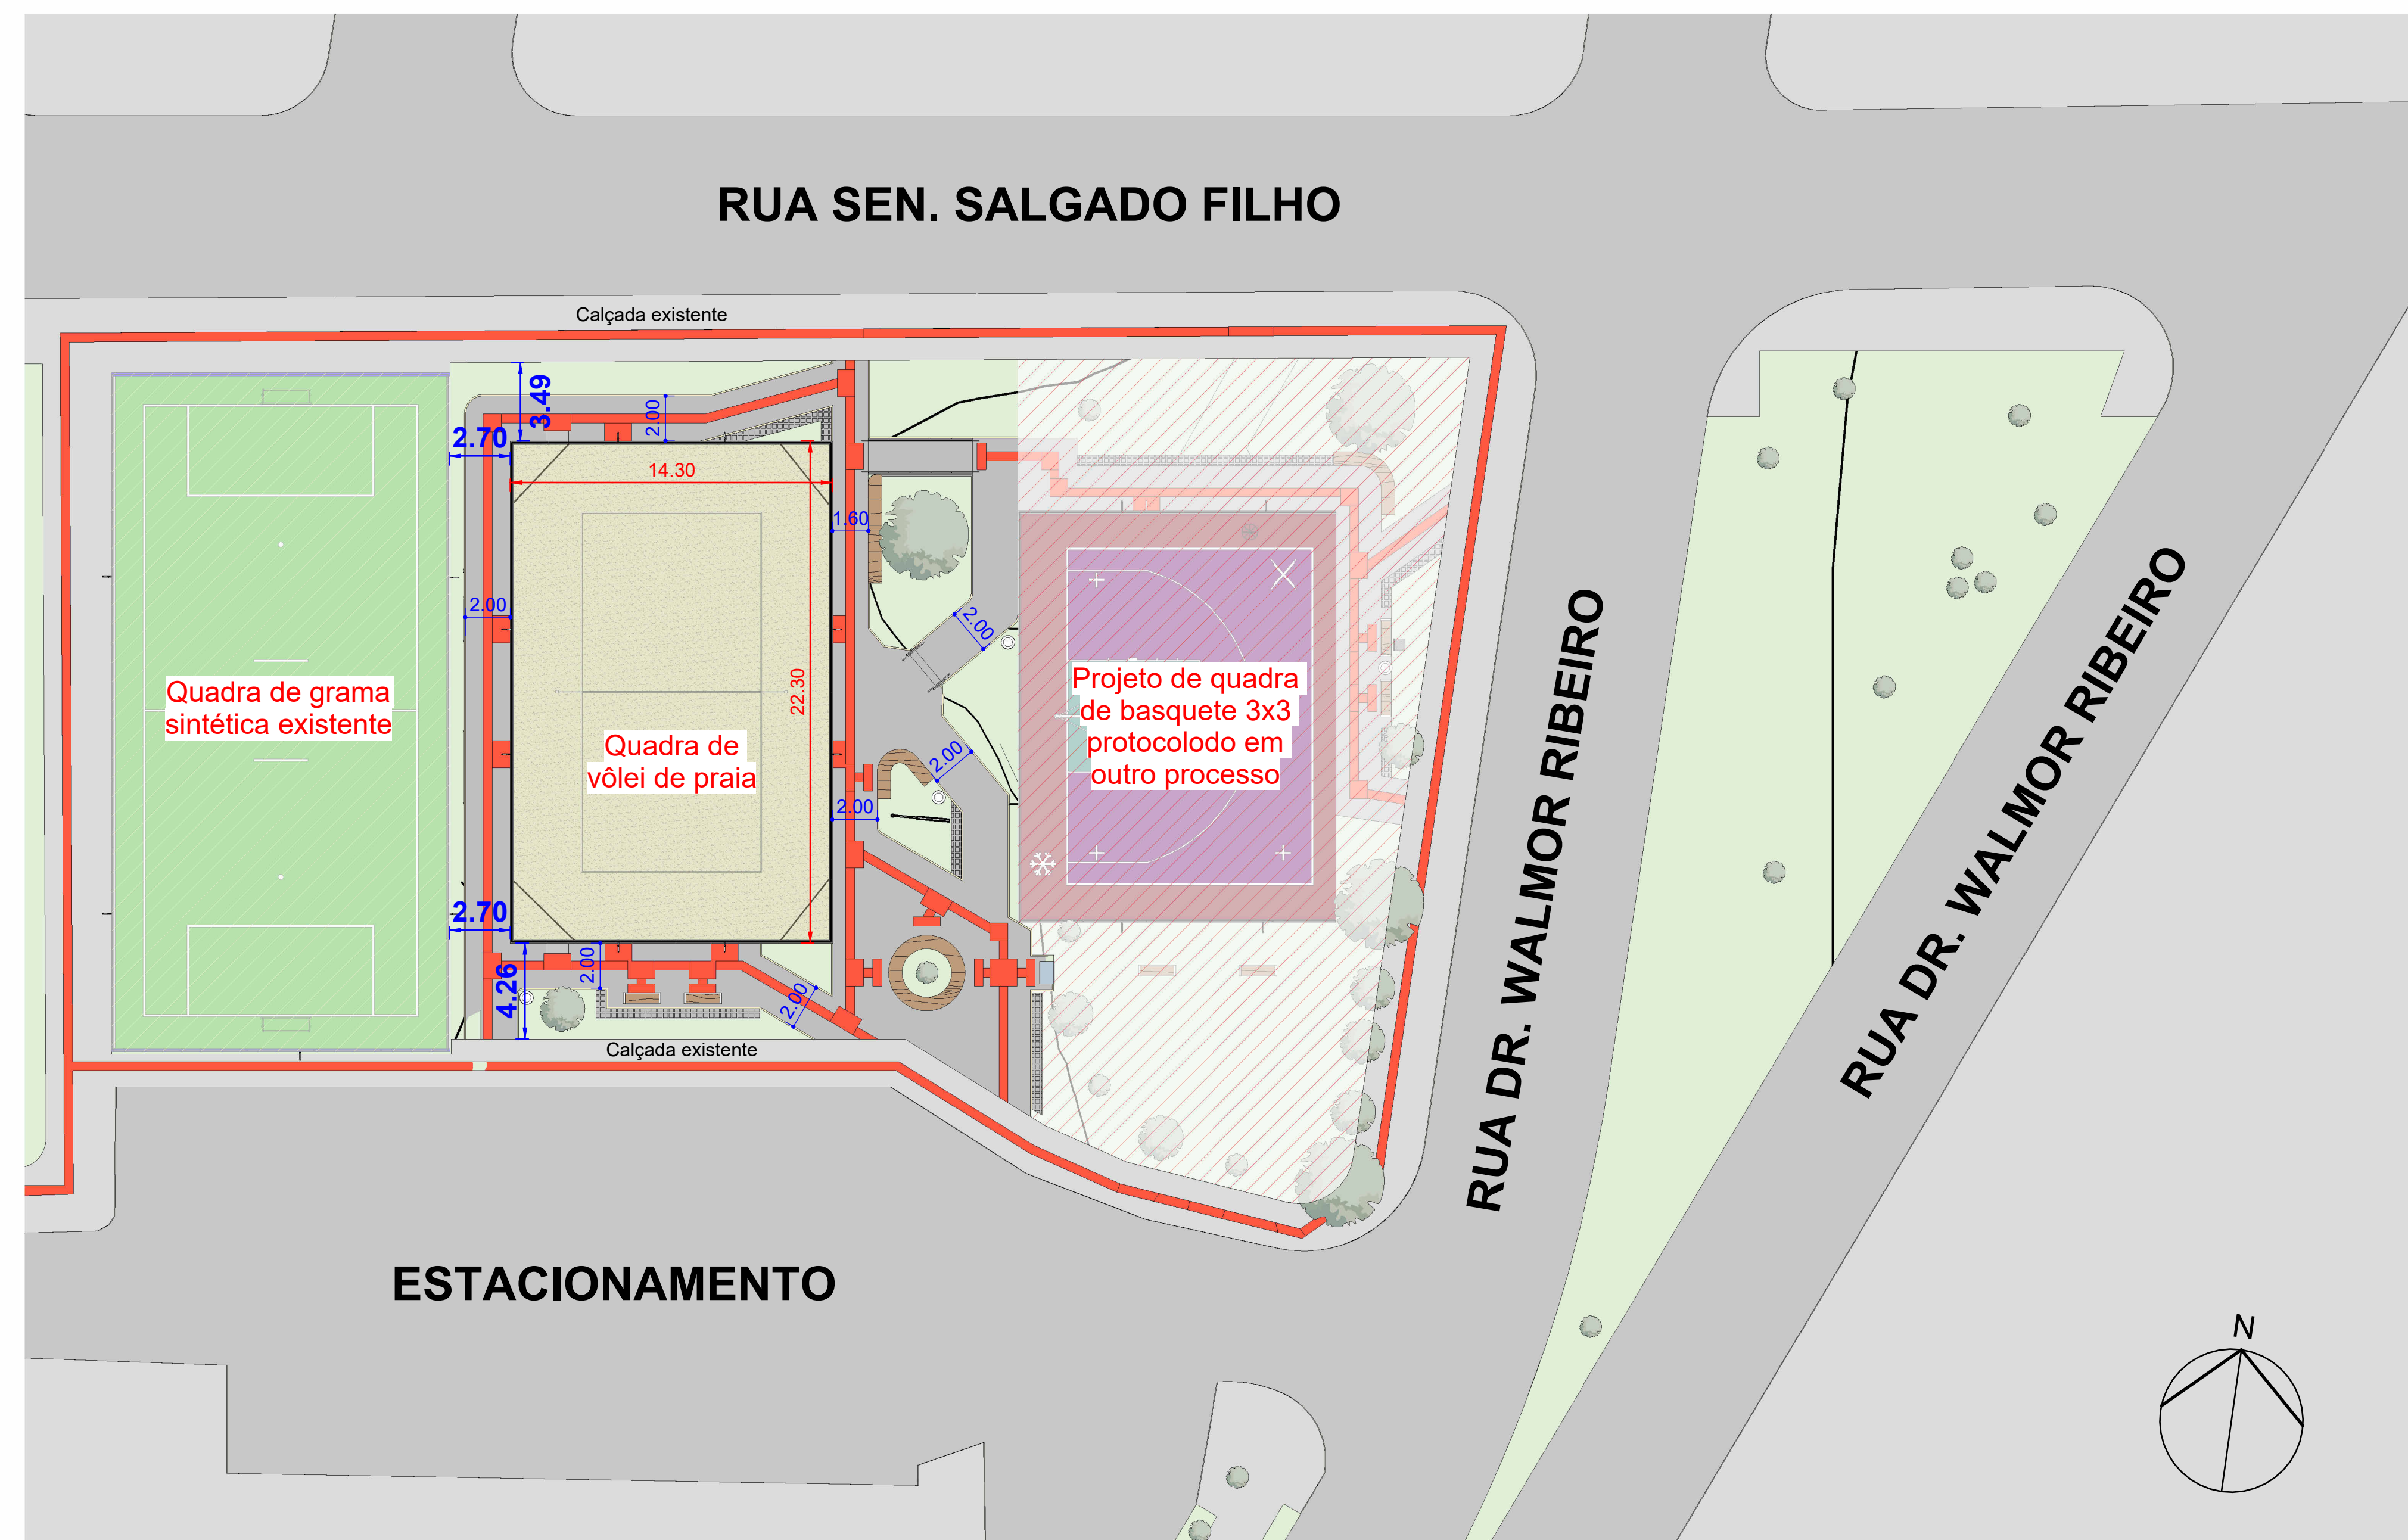 RUA SEN. SALGADO FILHO
Calçada existente
3.49
2.00
2.70
14.30
1.60
2.00
2.00
22.30
Quadra de grama
sintética existente
Quadra de
vôlei de praia
Projeto de quadra
de basquete 3x3
protocolodo em
outro processo
2.00
2.00
2.70
4.26
2.00
2.00
Calçada existente
RUA DR. WALMOR RIBEIRO
RUA DR. WALMOR RIBEIRO
ESTACIONAMENTO
N